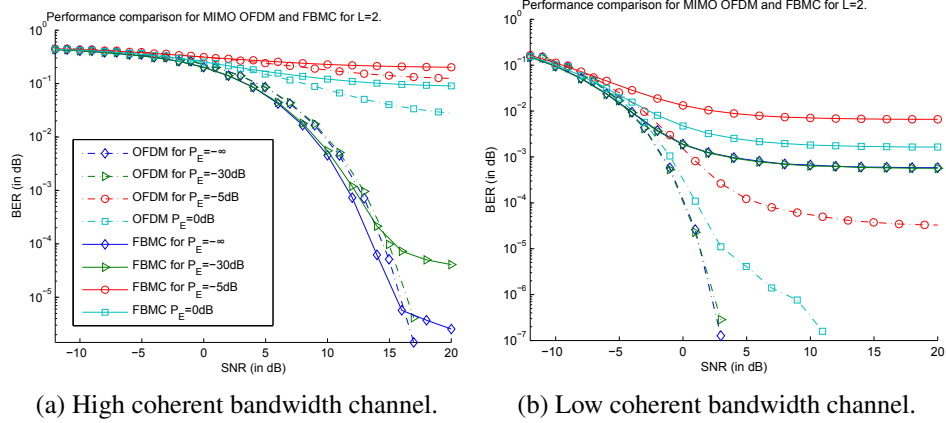 Performance comparison for MIMO OFDM and FBMC for L=2.
10^0
10^-1
10^-2
10^-3
10^-4
10^-5
BER (in dB)
OFDM for P_E=−∞
OFDM for P_E=−30dB
OFDM for P_E=−5dB
OFDM P_E=0dB
FBMC for P_E=−∞
FBMC for P_E=−30dB
FBMC for P_E=−5dB
FBMC P_E=0dB
−10 −5 0 5 10 15 20
SNR (in dB)
(a) High coherent bandwidth channel.
Performance comparison for MIMO OFDM and FBMC for L=2.
10^0
10^-1
10^-2
10^-3
10^-4
10^-5
10^-6
10^-7
BER (in dB)
−10 −5 0 5 10 15 20
SNR (in dB)
(b) Low coherent bandwidth channel.